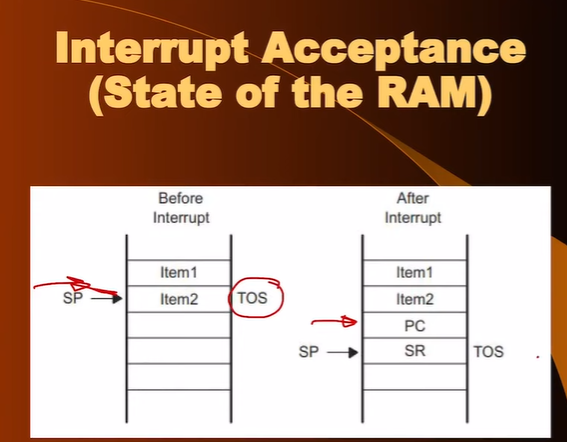 Interrupt Acceptance
(State of the RAM)
Before
Interrupt
Item1
SP
Item2
TOS
After
Interrupt
Item1
Item2
PC
SP
SR
TOS